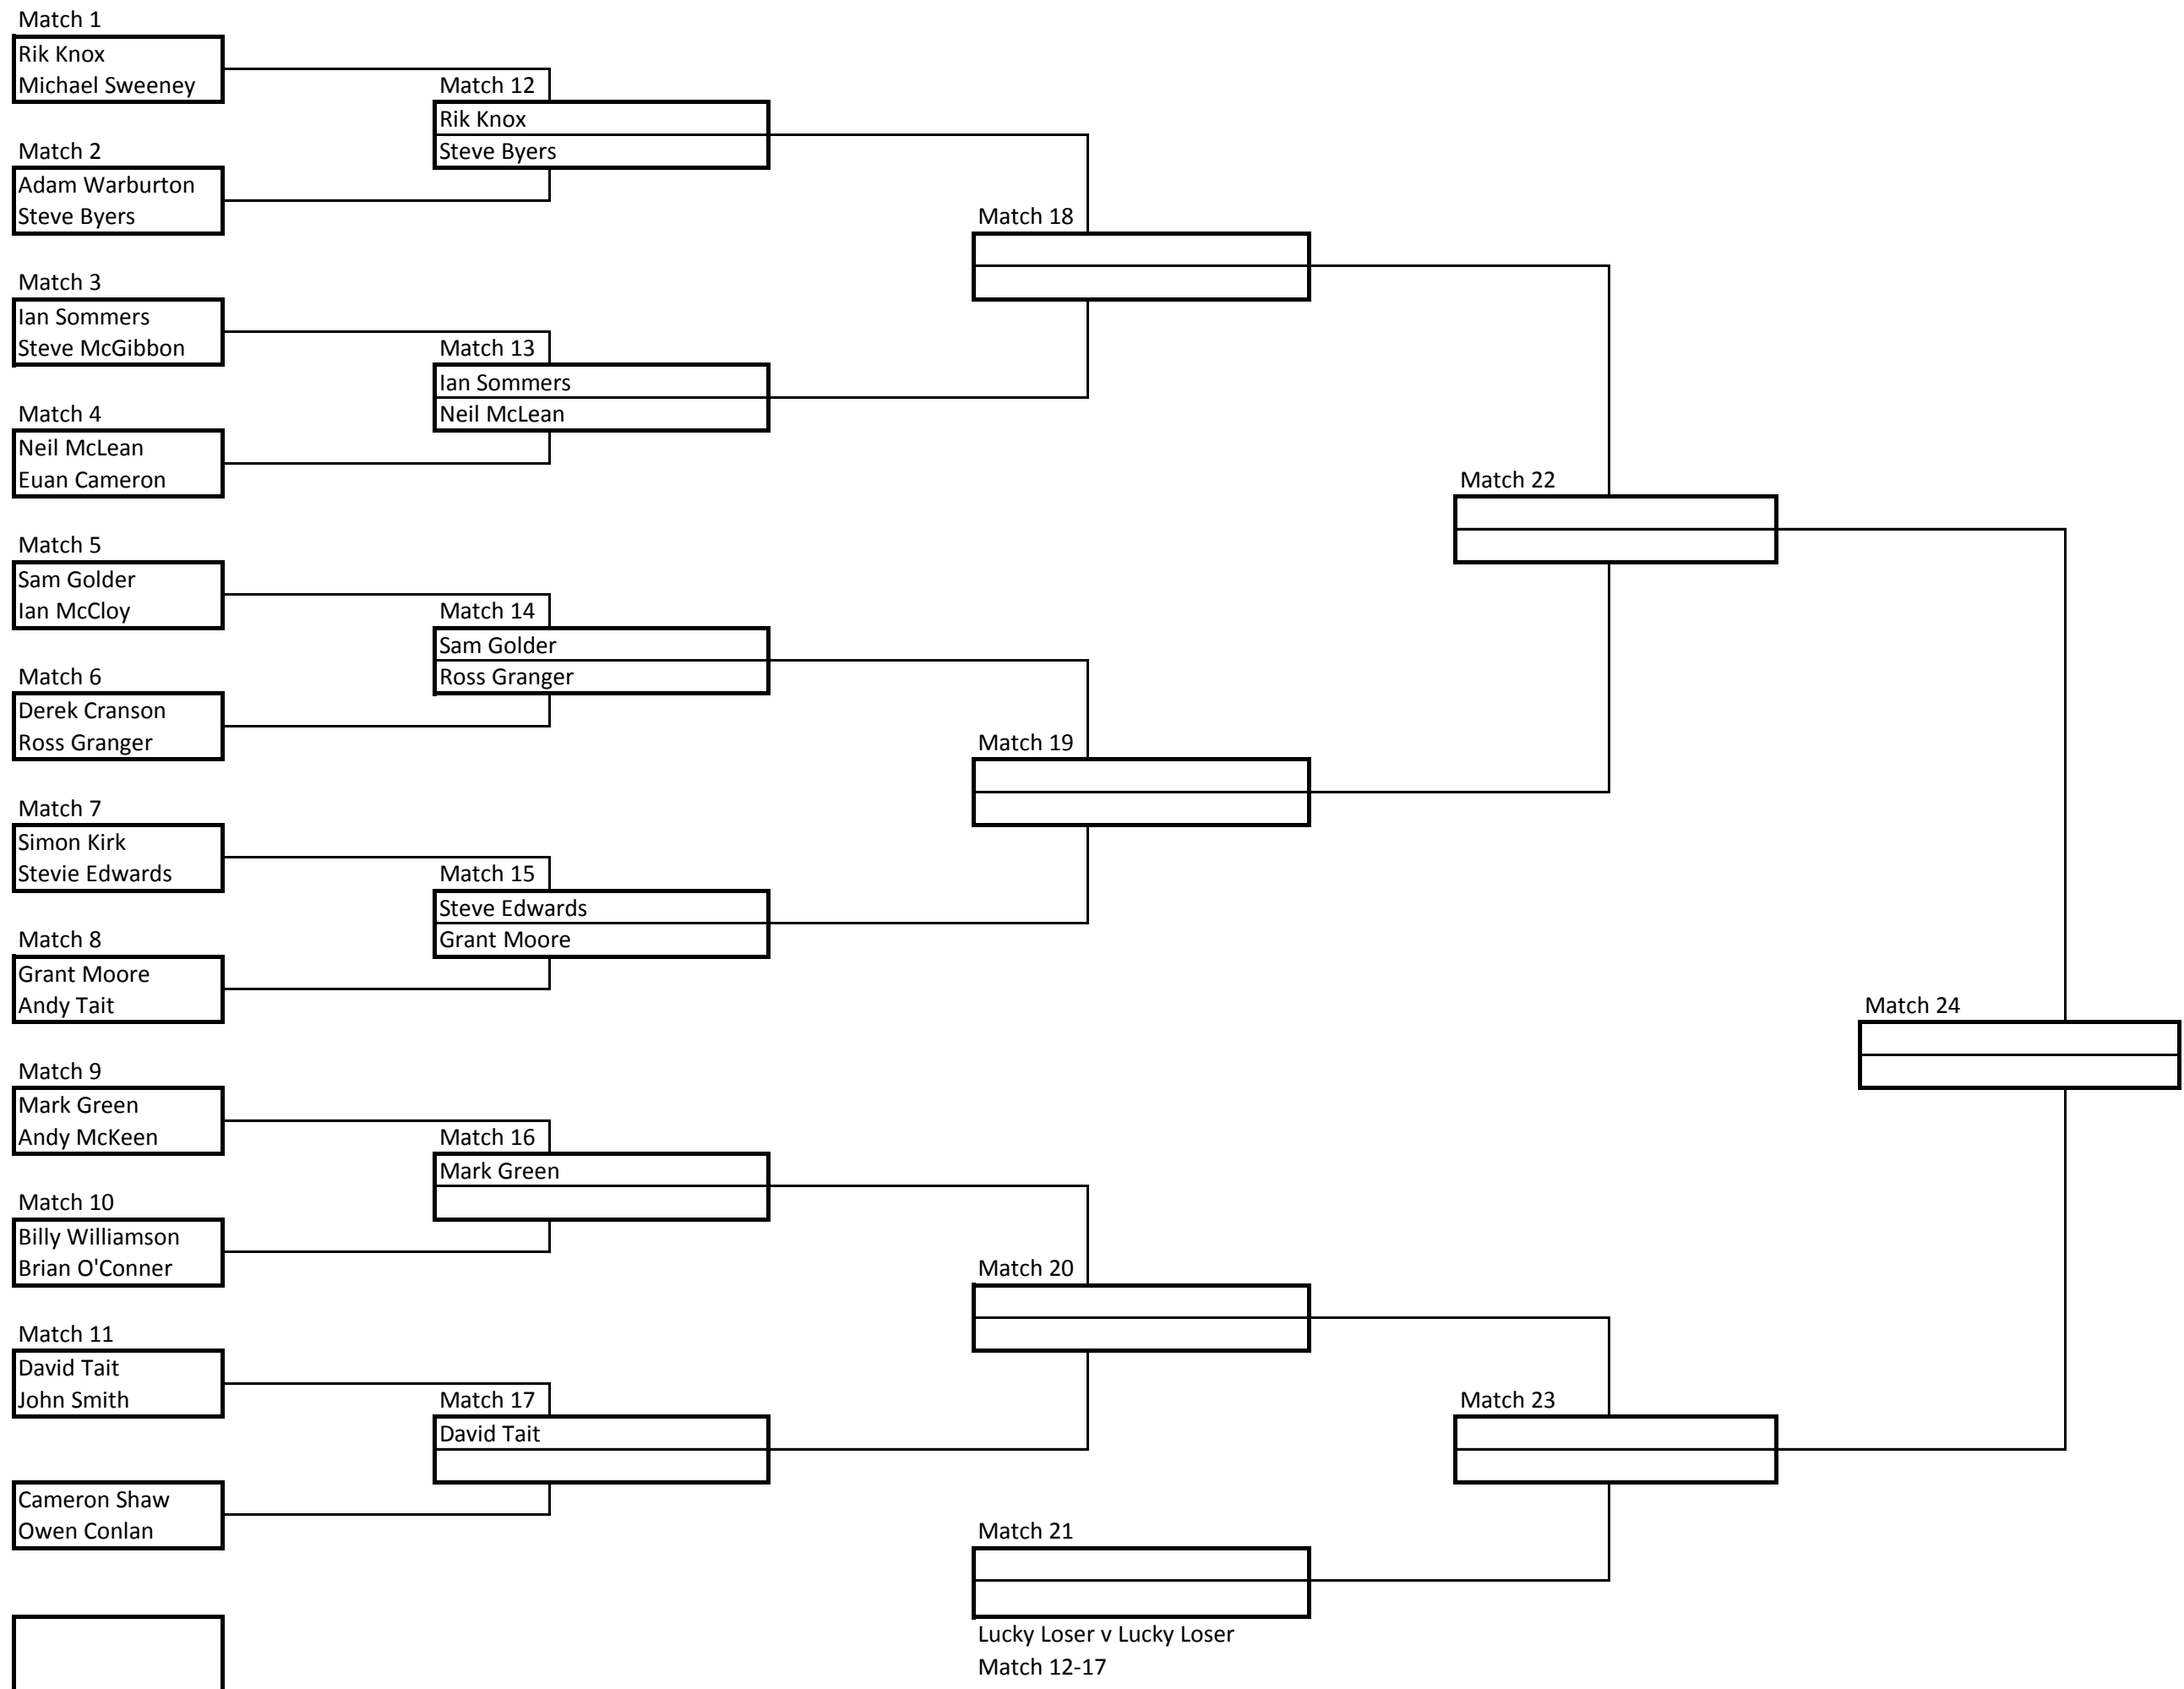 Match 1
Rik Knox
Michael Sweeney
Match 2
Adam Warburton
Steve Byers
Match 3
Ian Sommers
Steve McGibbon
Match 4
Neil McLean
Euan Cameron
Match 5
Sam Golder
Ian McCloy
Match 6
Derek Cranson
Ross Granger
Match 7
Simon Kirk
Stevie Edwards
Match 8
Grant Moore
Andy Tait
Match 9
Mark Green
Andy McKeen
Match 10
Billy Williamson
Brian O'Conner
Match 11
David Tait
John Smith
Cameron Shaw
Owen Conlan
Match 12
Rik Knox
Steve Byers
Match 13
Ian Sommers
Neil McLean
Match 14
Sam Golder
Ross Granger
Match 15
Steve Edwards
Grant Moore
Match 16
Mark Green
Match 17
David Tait
Match 18
Match 19
Match 20
Match 21
Lucky Loser v Lucky Loser
Match 12-17
Match 22
Match 23
Match 24